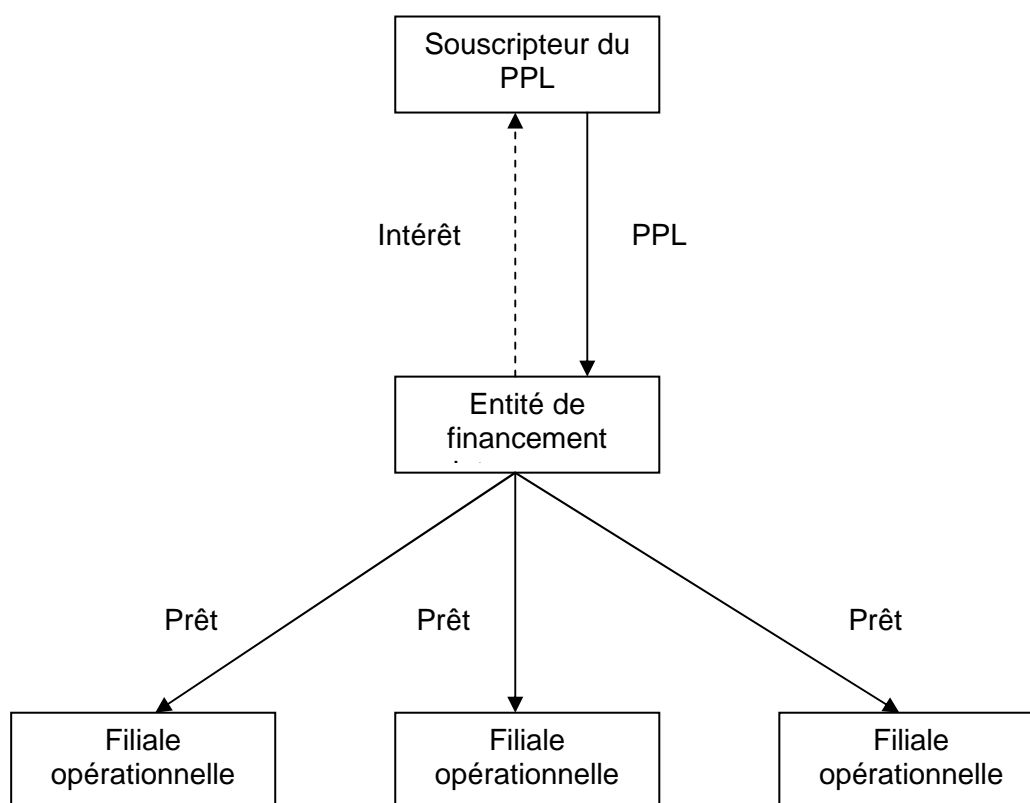 Souscripteur du
PPL
Intérêt
PPL
Entité de
financement
Prêt
Prêt
Prêt
Filiale
opérationnelle
Filiale
opérationnelle
Filiale
opérationnelle